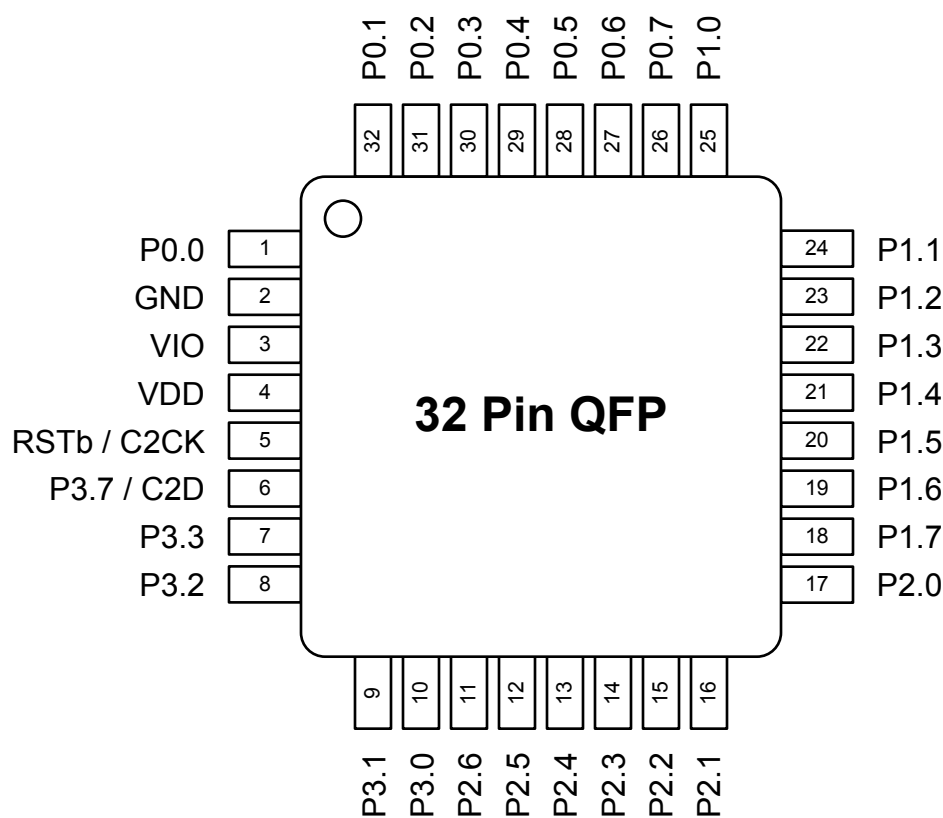 P0.1 P0.2 P0.3 P0.4 P0.5 P0.6 P0.7 P1.0
32 31 30 29 28 27 26 25
P0.0 1 24 P1.1
GND 2 23 P1.2
VIO 3 22 P1.3
VDD 4 21 P1.4
32 Pin QFP
RSTb / C2CK 5 20 P1.5
P3.7 / C2D 6 19 P1.6
P3.3 7 18 P1.7
P3.2 8 17 P2.0
9 10 11 12 13 14 15 16
P3.1 P3.0 P2.6 P2.5 P2.4 P2.3 P2.2 P2.1